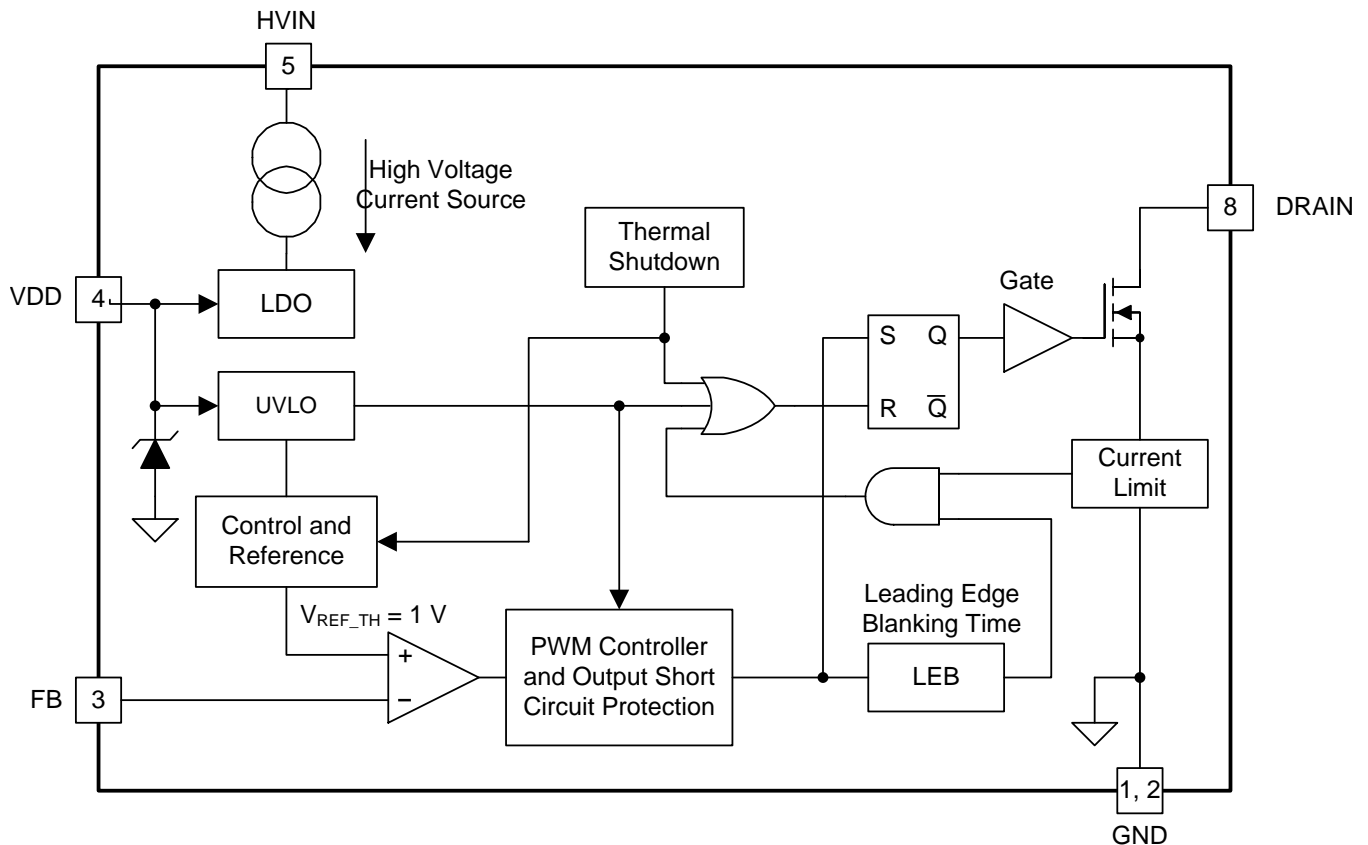 HVIN
5
High Voltage
Current Source
Thermal
Shutdown
8
DRAIN
VDD
4
LDO
Gate
S Q
R Q̅
UVLO
Current
Limit
Control and
Reference
V_REF_TH = 1 V
Leading Edge
Blanking Time
+
−
PWM Controller
and Output Short
Circuit Protection
LEB
FB
3
1, 2
GND